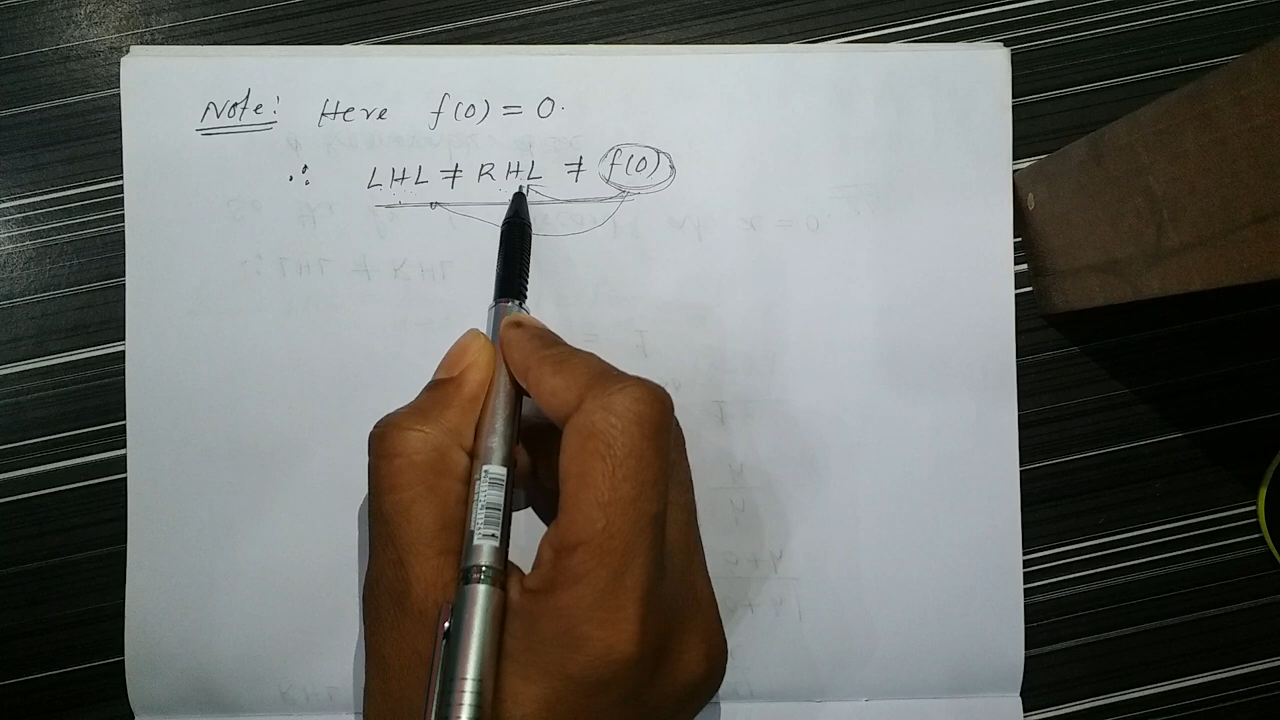 Note: Here f(0) = 0.
∴ LHL ≠ RHL ≠ f(0)